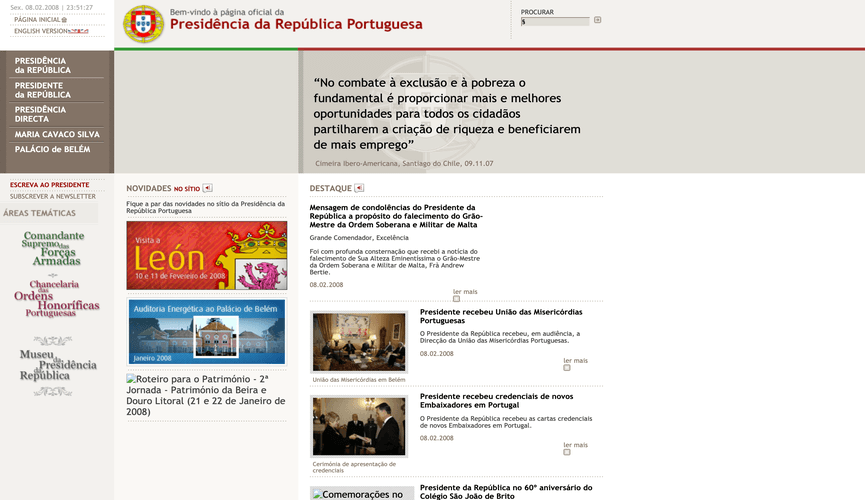 Sex. 08.02.2008 | 23:51:27
PÁGINA INICIAL
ENGLISH VERSION
Bem-vindo à página oficial da
Presidência da República Portuguesa
PROCURAR
$
PRESIDÊNCIA
da REPÚBLICA
PRESIDENTE
da REPÚBLICA
PRESIDÊNCIA
DIRECTA
MARIA CAVACO SILVA
PALÁCIO de BELÉM
“No combate à exclusão e à pobreza o
fundamental é proporcionar mais e melhores
oportunidades para todos os cidadãos
partilharem a criação de riqueza e beneficiarem
de mais emprego”
Cimeira Ibero-Americana, Santiago do Chile, 09.11.07
ESCREVA AO PRESIDENTE
SUBSCREVER A NEWSLETTER
ÁREAS TEMÁTICAS
Comandante
Supremo das
Forças
Armadas
Chancelaria
das
Ordens
Honoríficas
Portuguesas
Museu
da
Presidência
da
República
NOVIDADES NO SÍTIO
Fique a par das novidades no sítio da Presidência da
República Portuguesa
Visita a
León
10 e 11 de Fevereiro de 2008
Auditoria Energética ao Palácio de Belém
Janeiro 2008
Roteiro para o Património - 2ª
Jornada - Património da Beira e
Douro Litoral (21 e 22 de Janeiro de
2008)
DESTAQUE
Mensagem de condolências do Presidente da
República a propósito do falecimento do Grão-
Mestre da Ordem Soberana e Militar de Malta
Grande Comendador, Excelência
Foi com profunda consternação que recebi a notícia do
falecimento de Sua Alteza Eminentíssima o Grão-Mestre
da Ordem Soberana e Militar de Malta, Frà Andrew
Bertie.
08.02.2008
ler mais
Presidente recebeu União das Misericórdias
Portuguesas
O Presidente da República recebeu, em audiência, a
Direcção da União das Misericórdias Portuguesas.
08.02.2008
ler mais
União das Misericórdias em Belém
Presidente recebeu credenciais de novos
Embaixadores em Portugal
O Presidente da República recebeu as cartas credenciais
de novos Embaixadores em Portugal.
08.02.2008
ler mais
Cerimónia de apresentação de
credenciais
Comemorações no
Presidente da República no 60º aniversário do
Colégio São João de Brito